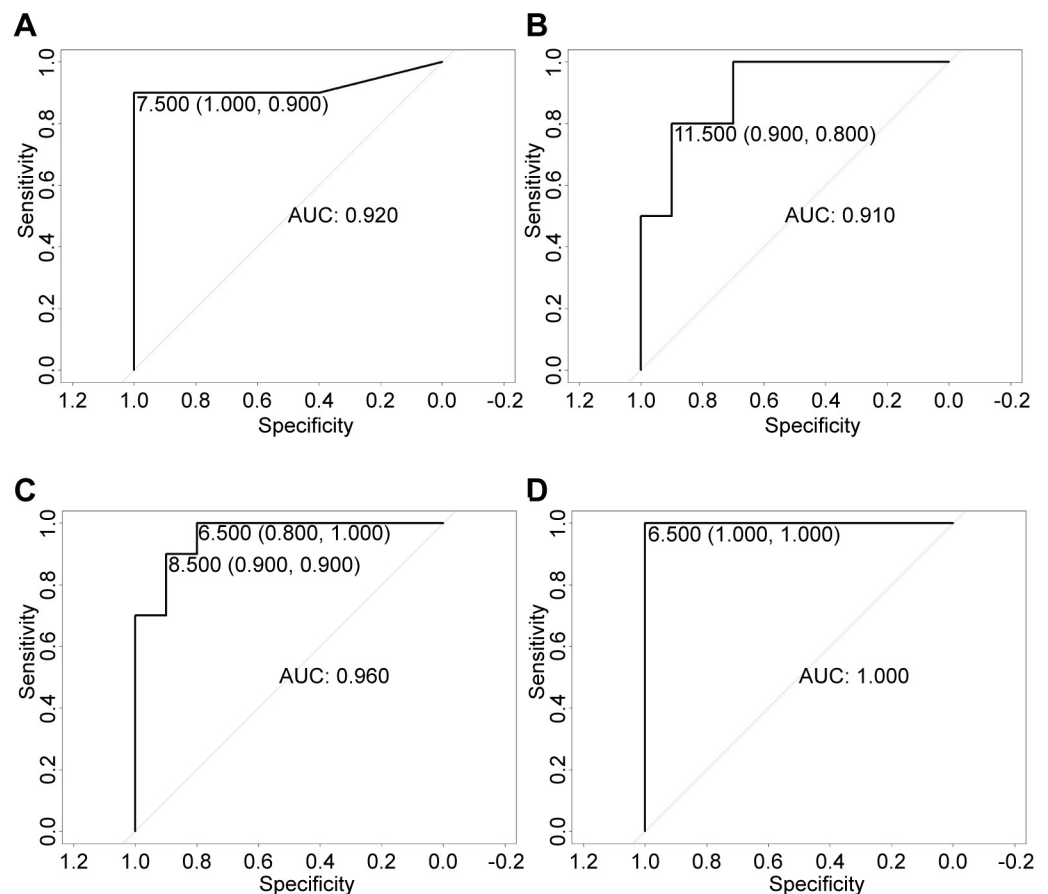 A
1.0
0.8
0.6
0.4
0.2
0.0
Sensitivity
7.500 (1.000, 0.900)
AUC: 0.920
1.2 1.0 0.8 0.6 0.4 0.2 0.0 -0.2
Specificity
B
1.0
0.8
0.6
0.4
0.2
0.0
Sensitivity
11.500 (0.900, 0.800)
AUC: 0.910
1.2 1.0 0.8 0.6 0.4 0.2 0.0 -0.2
Specificity
C
1.0
0.8
0.6
0.4
0.2
0.0
Sensitivity
6.500 (0.800, 1.000)
8.500 (0.900, 0.900)
AUC: 0.960
1.2 1.0 0.8 0.6 0.4 0.2 0.0 -0.2
Specificity
D
1.0
0.8
0.6
0.4
0.2
0.0
Sensitivity
6.500 (1.000, 1.000)
AUC: 1.000
1.2 1.0 0.8 0.6 0.4 0.2 0.0 -0.2
Specificity